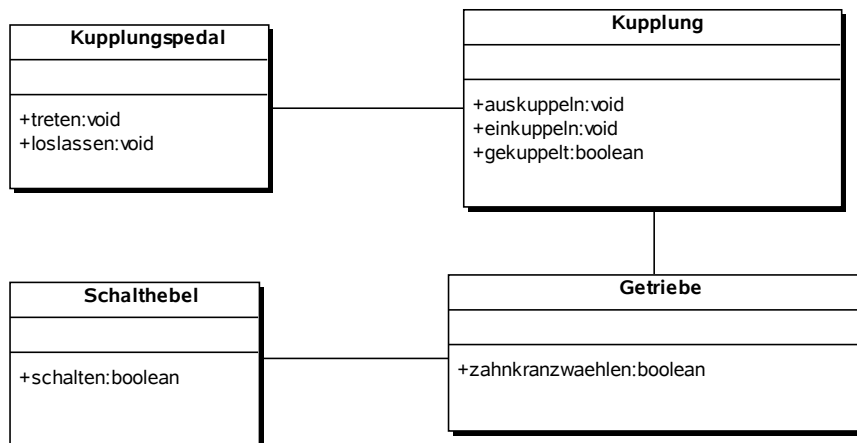 Kupplungspedal
+treten:void
+loslassen:void
Kupplung
+auskuppeln:void
+einkuppeln:void
+gekuppelt:boolean
Schalthebel
+schalten:boolean
Getriebe
+zahnkranzwaehlen:boolean